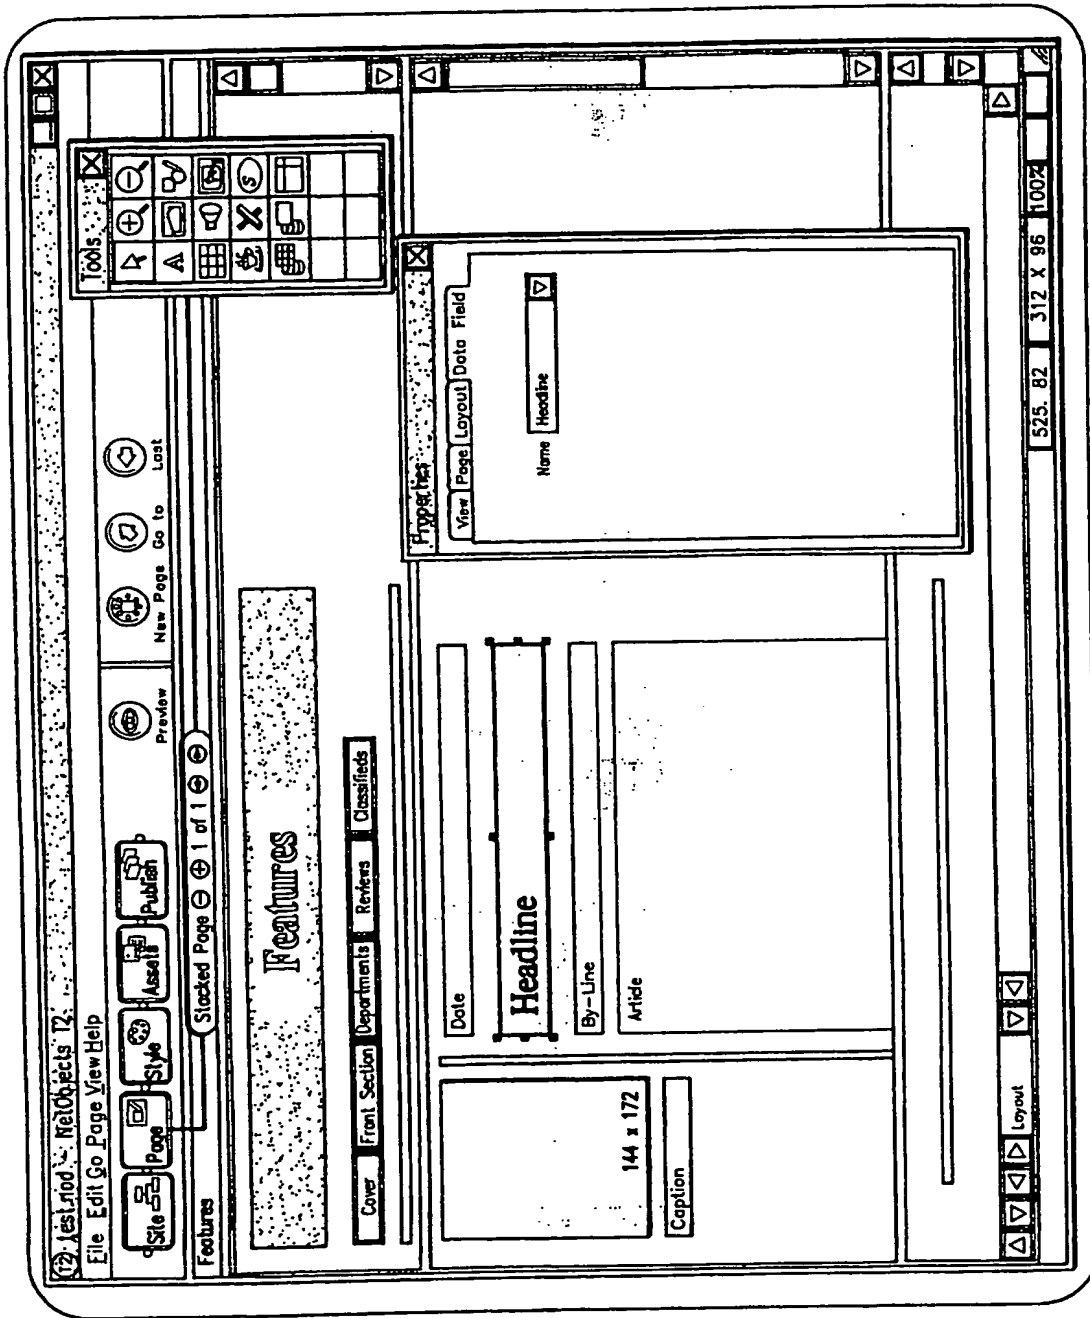 test.nod - NetObjects T2
File Edit Go Page View Help
Site Page Style Assets Publish
Preview New Page Go to Last
Tools
A
S
Features
Stacked Page 1 of 1
Features
Cover Front Section Departments Reviews Classifieds
Properties
View Page Layout Data Field
Name Headline
Date
Headline
By-Line
Article
144 x 172
Caption
Layout
525. 82 312 X 96 100%